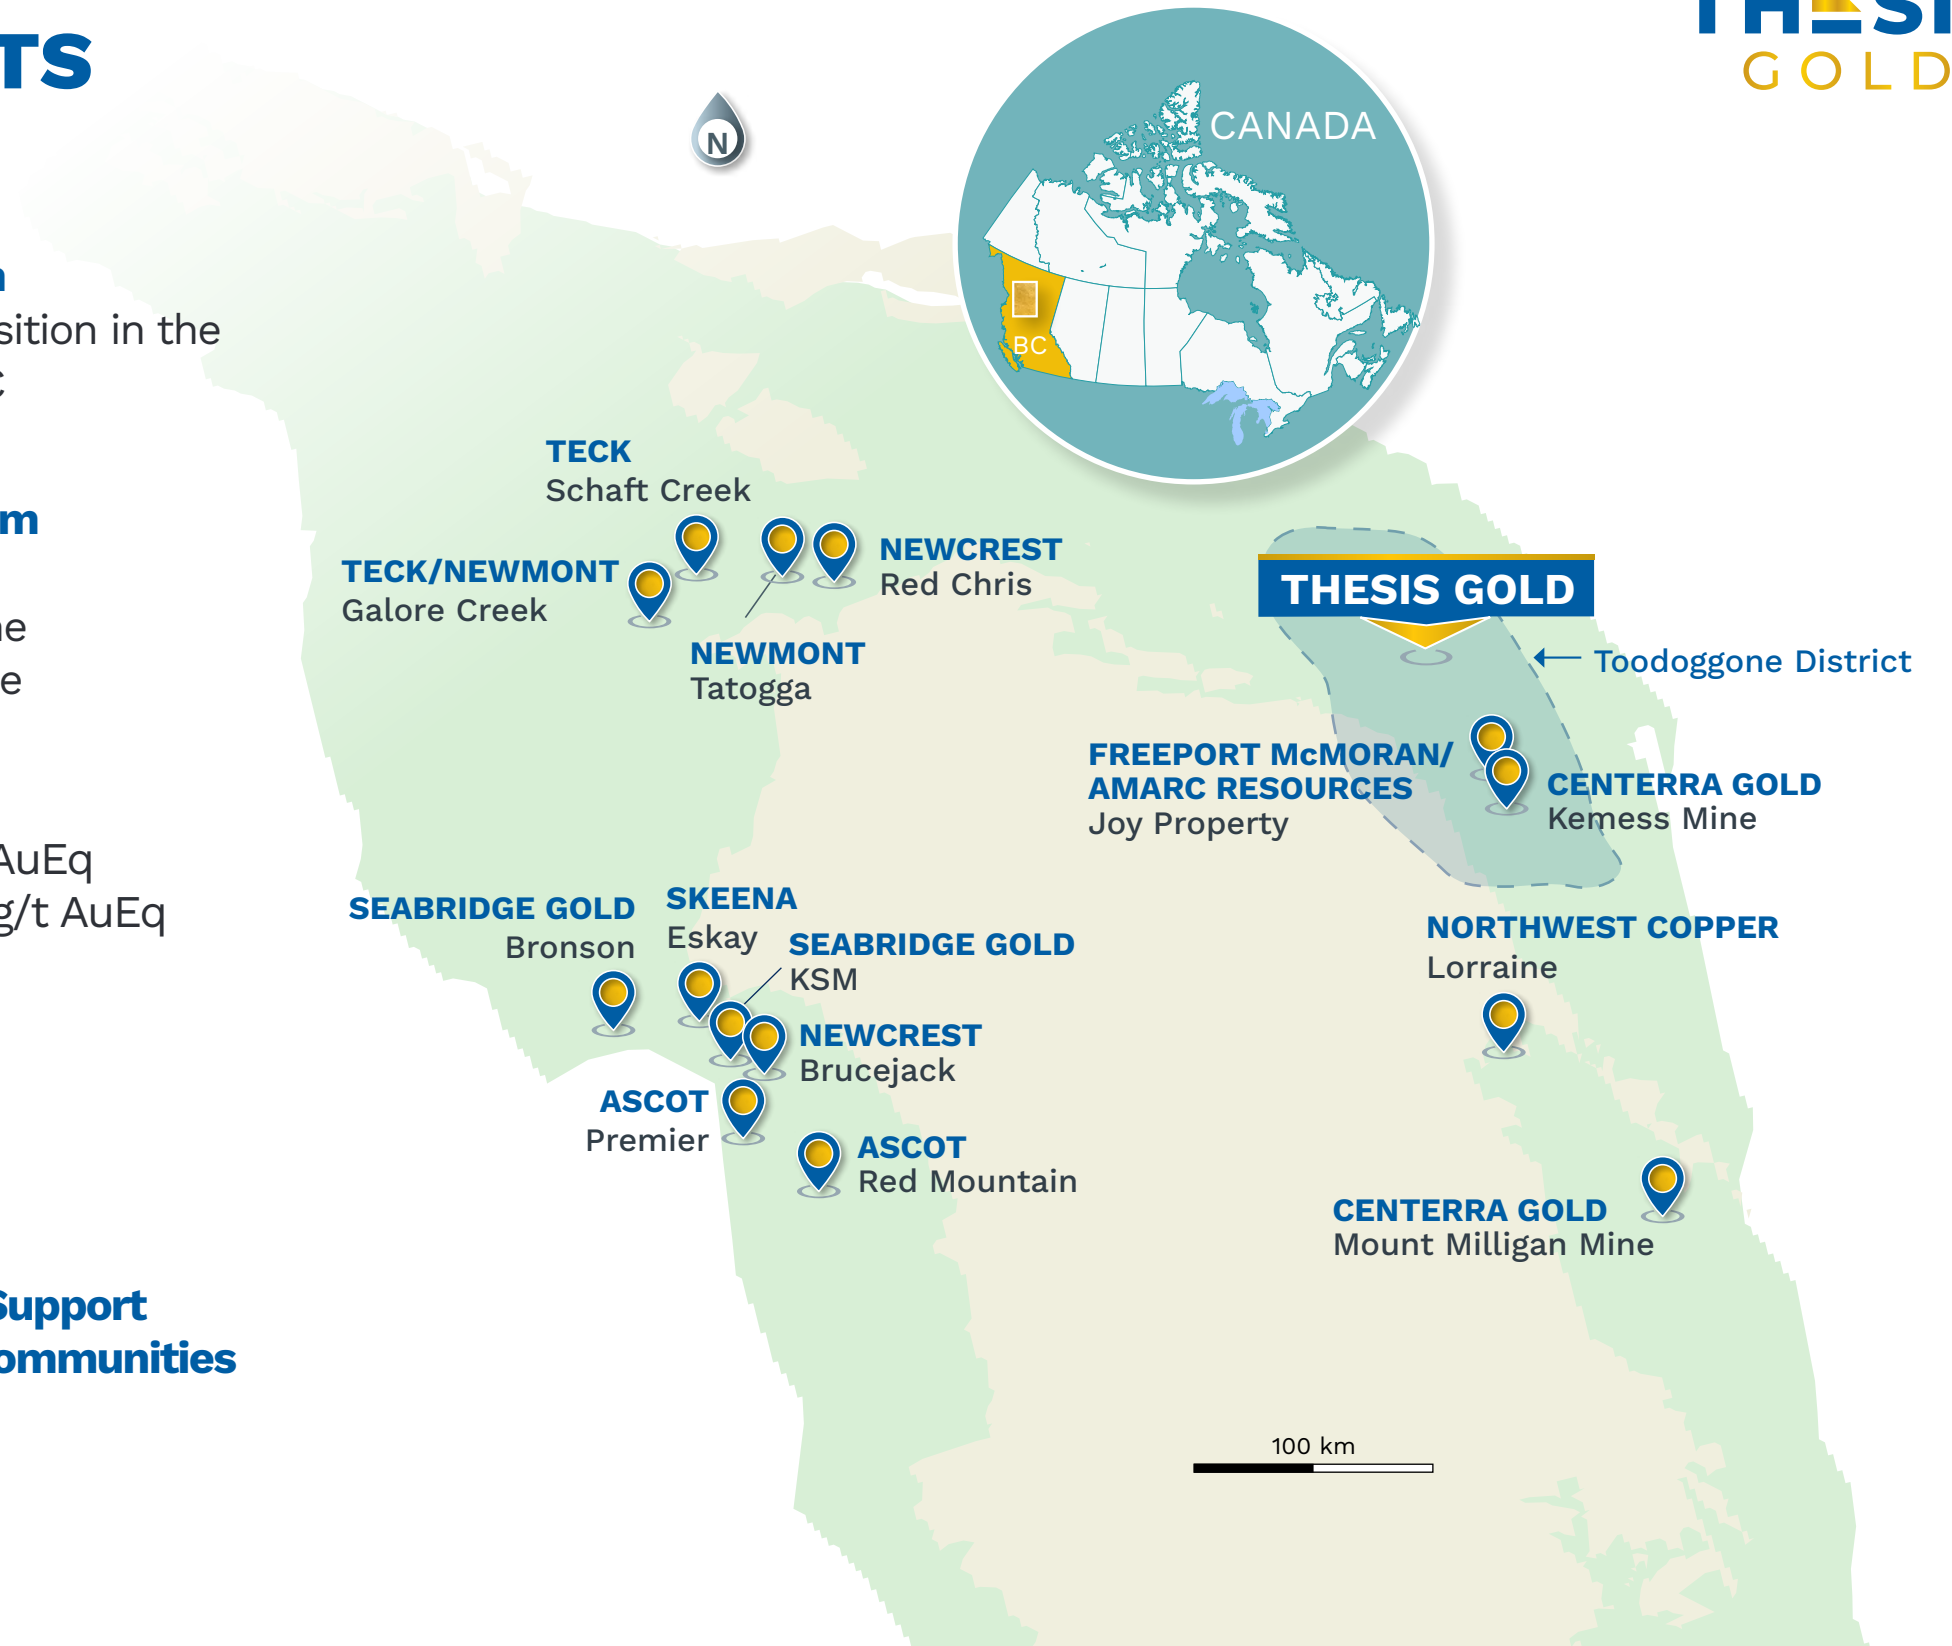 TS
GOLD
N
CANADA
BC
sition in the
TECK
Schaft Creek
TECK/NEWMONT
Galore Creek
NEWCREST
Red Chris
NEWMONT
Tatogga
THESIS GOLD
Toodoggone District
FREEPORT McMORAN/
AMARC RESOURCES
Joy Property
CENTERRA GOLD
Kemess Mine
AuEq
g/t AuEq
SEABRIDGE GOLD
Bronson
SKEENA
Eskay
SEABRIDGE GOLD
KSM
NEWCREST
Brucejack
NORTHWEST COPPER
Lorraine
ASCOT
Premier
ASCOT
Red Mountain
CENTERRA GOLD
Mount Milligan Mine
Support
ommunities
100 km